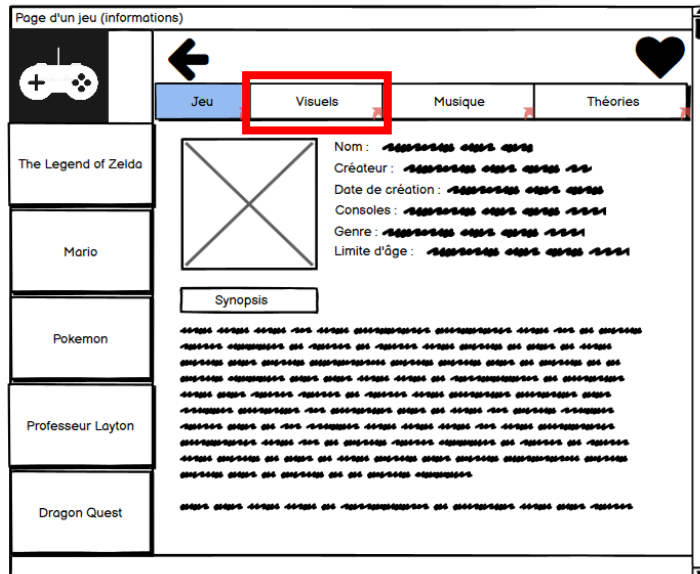 Page d'un jeu (informations)
Jeu
Visuels
Musique
Théories
The Legend of Zelda
Mario
Pokemon
Professeur Layton
Dragon Quest
Nom :
Créateur :
Date de création :
Consoles :
Genre :
Limite d'âge :
Synopsis